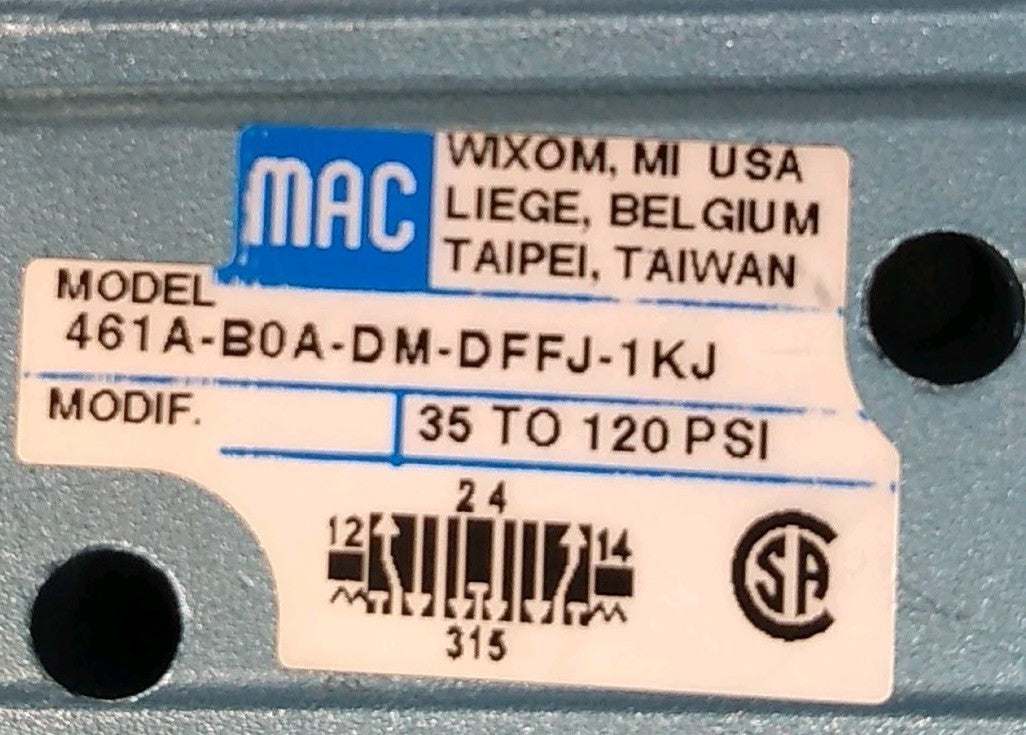 MAC
WIXOM, MI USA
LIEGE, BELGIUM
TAIPEI, TAIWAN
MODEL
461A-B0A-DM-DFFJ-1KJ
MODIF.
35 TO 120 PSI
2 4
12
14
315
CSA